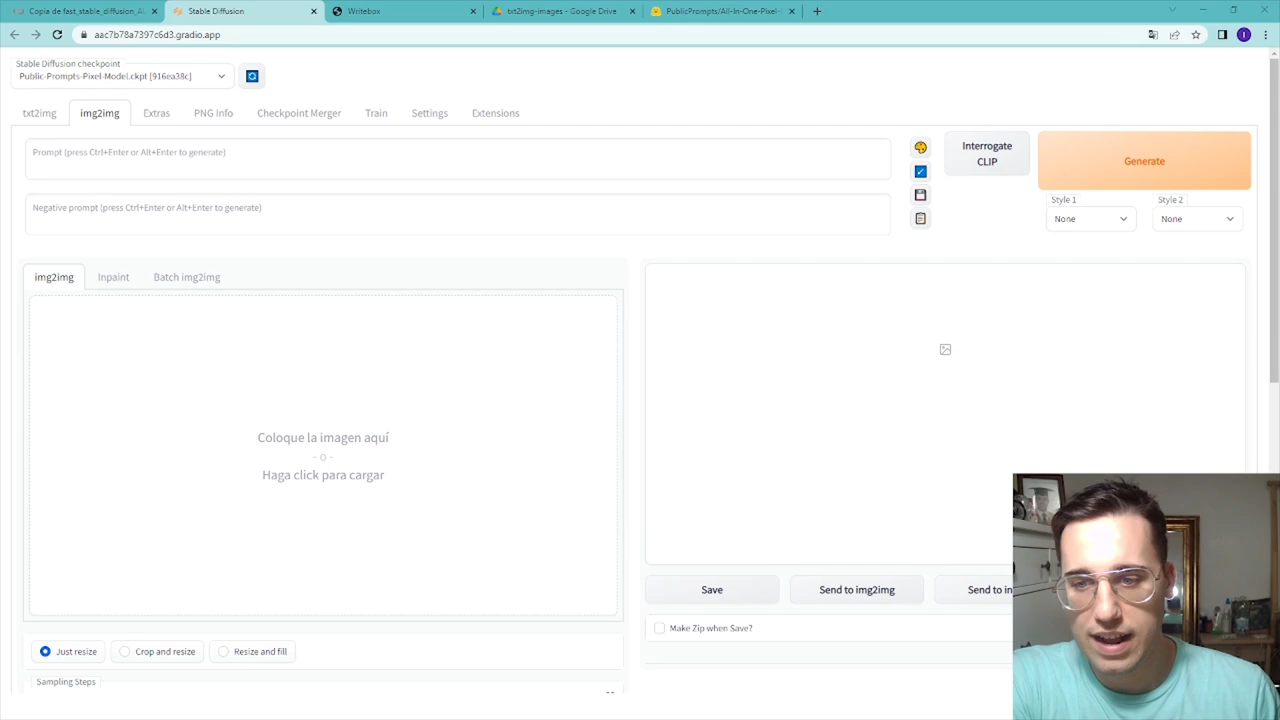 Copia de fast_stable_diffusion_AU
Stable Diffusion
Writebox
txt2img-images - Google Drive
PublicPrompts/All-In-One-Pixel-
aac7b78a7397c6d3.gradio.app
Stable Diffusion checkpoint
Public-Prompts-Pixel-Model.ckpt [916ea38c]
txt2img
img2img
Extras
PNG Info
Checkpoint Merger
Train
Settings
Extensions
Prompt (press Ctrl+Enter or Alt+Enter to generate)
Negative prompt (press Ctrl+Enter or Alt+Enter to generate)
Interrogate
CLIP
Generate
Style 1
None
Style 2
None
img2img
Inpaint
Batch img2img
Coloque la imagen aquí
- o -
Haga click para cargar
Save
Send to img2img
Send to in
Make Zip when Save?
Just resize
Crop and resize
Resize and fill
Sampling Steps